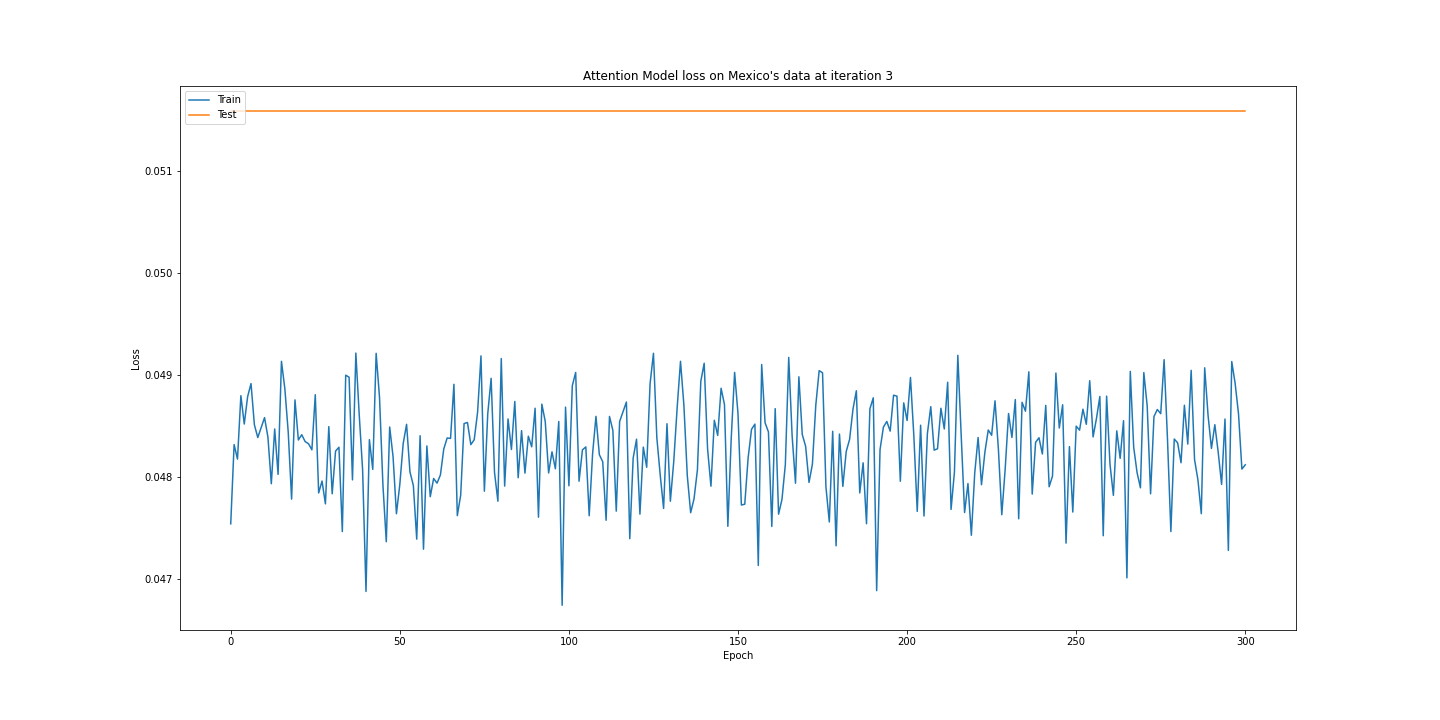 Attention Model loss on Mexico's data at iteration 3
Train
Test
0.051
0.050
0.049
0.048
0.047
Loss
0 50 100 150 200 250 300
Epoch